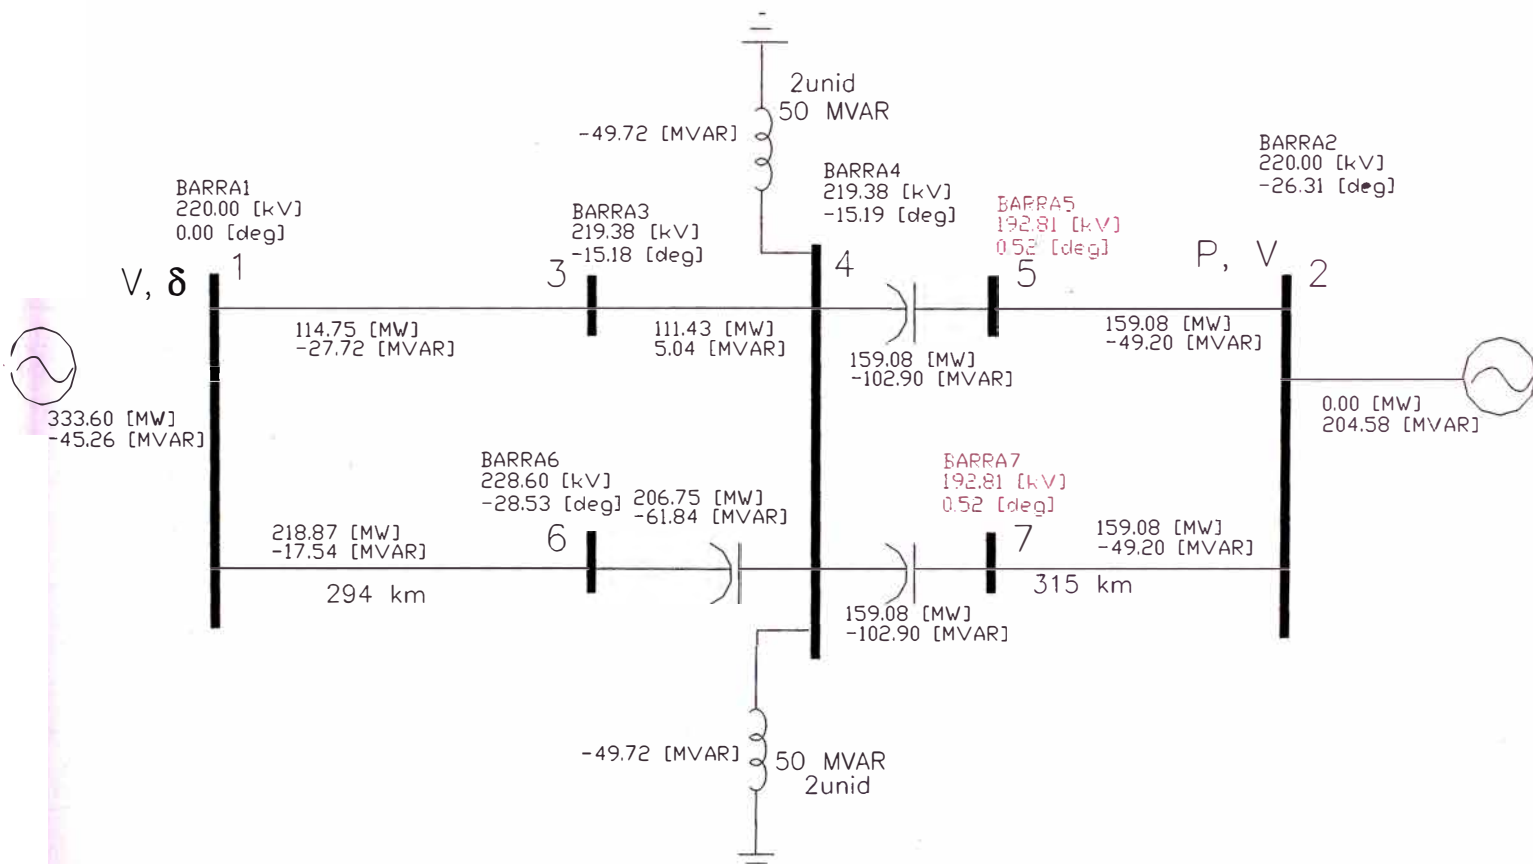 2unid
50 MVAR
-49.72 [MVAR]
BARRA1
220.00 [kV]
0.00 [deg]
1
V, δ
BARRA3
219.38 [kV]
-15.18 [deg]
3
BARRA4
219.38 [kV]
-15.19 [deg]
4
BARRA5
192.81 [kV]
0.52 [deg]
5
BARRA2
220.00 [kV]
-26.31 [deg]
P, V
2
114.75 [MW]
-27.72 [MVAR]
111.43 [MW]
5.04 [MVAR]
159.08 [MW]
-102.90 [MVAR]
159.08 [MW]
-49.20 [MVAR]
333.60 [MW]
-45.26 [MVAR]
0.00 [MW]
204.58 [MVAR]
BARRA6
228.60 [kV]
-28.53 [deg]
6
206.75 [MW]
-61.84 [MVAR]
BARRA7
192.81 [kV]
0.52 [deg]
7
218.87 [MW]
-17.54 [MVAR]
294 km
159.08 [MW]
-49.20 [MVAR]
315 km
159.08 [MW]
-102.90 [MVAR]
-49.72 [MVAR]
50 MVAR
2unid